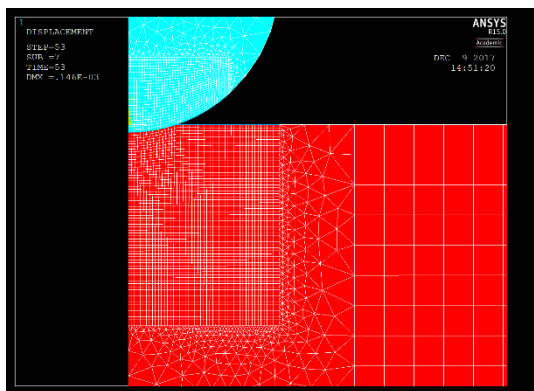 1
DISPLACEMENT
STEP=53
SUB =7
TIME=53
DMX =.146E-03
ANSYS
R15.0
Academic
DEC 9 2017
14:51:20